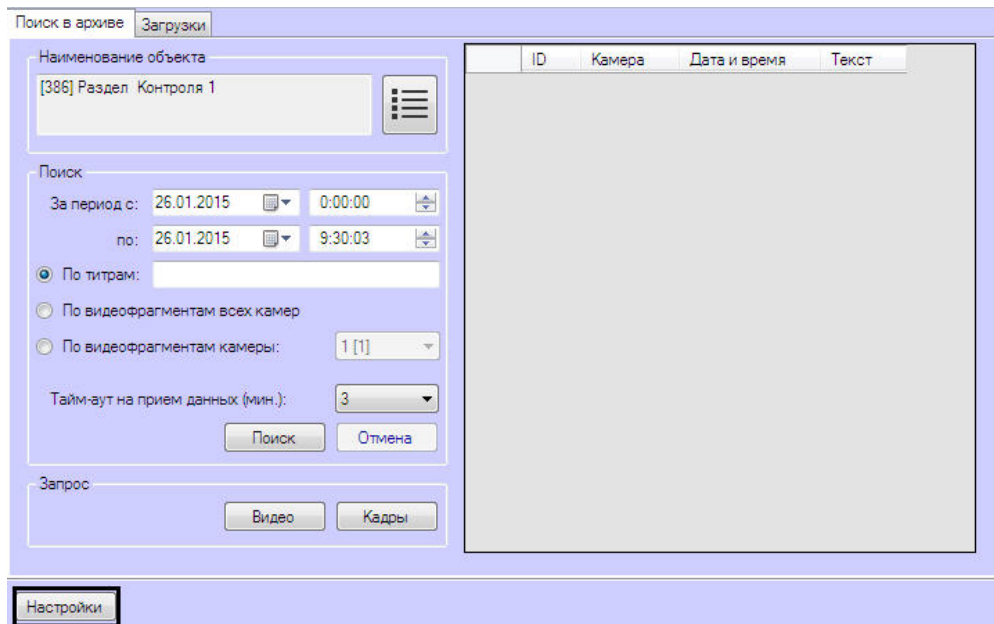 Поиск в архиве
Загрузки
Наименование объекта
[386] Раздел Контроля 1
Поиск
За период с: 26.01.2015 0:00:00
по: 26.01.2015 9:30:03
По титрам:
По видеофрагментам всех камер
По видеофрагментам камеры: 1 [1]
Тайм-аут на прием данных (мин.): 3
Поиск Отмена
Запрос
Видео Кадры
ID Камера Дата и время Текст
Настройки